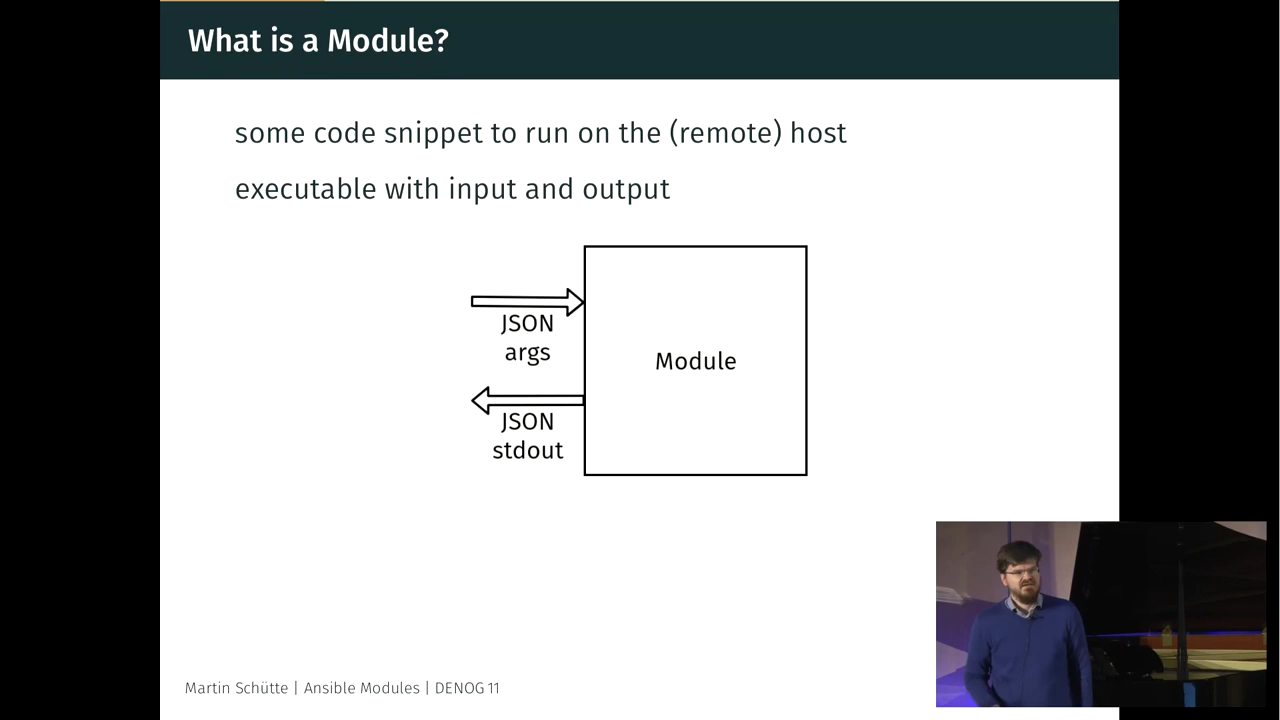 What is a Module?
some code snippet to run on the (remote) host
executable with input and output
JSON
args
Module
JSON
stdout
Martin Schütte | Ansible Modules | DENOG 11